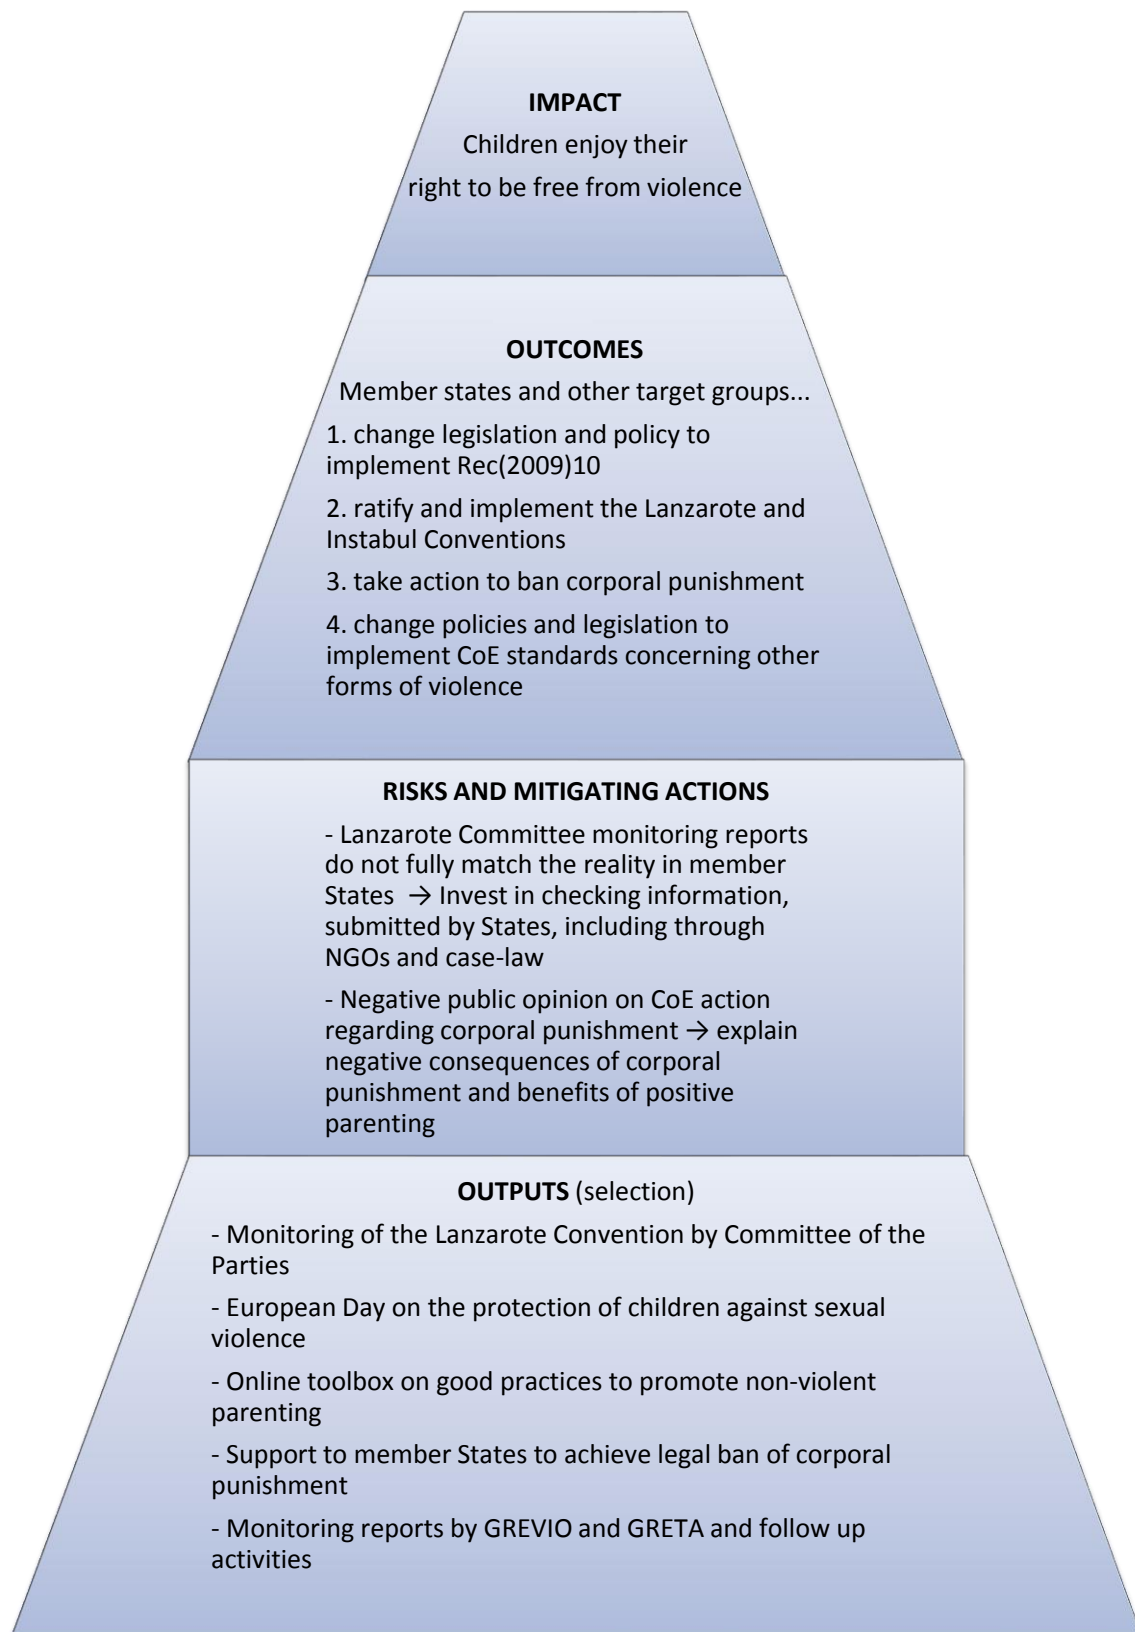 IMPACT
Children enjoy their
right to be free from violence
OUTCOMES
Member states and other target groups...
1. change legislation and policy to
implement Rec(2009)10
2. ratify and implement the Lanzarote and
Instabul Conventions
3. take action to ban corporal punishment
4. change policies and legislation to
implement CoE standards concerning other
forms of violence
RISKS AND MITIGATING ACTIONS
- Lanzarote Committee monitoring reports
do not fully match the reality in member
States → Invest in checking information,
submitted by States, including through
NGOs and case-law
- Negative public opinion on CoE action
regarding corporal punishment → explain
negative consequences of corporal
punishment and benefits of positive
parenting
OUTPUTS (selection)
- Monitoring of the Lanzarote Convention by Committee of the
Parties
- European Day on the protection of children against sexual
violence
- Online toolbox on good practices to promote non-violent
parenting
- Support to member States to achieve legal ban of corporal
punishment
- Monitoring reports by GREVIO and GRETA and follow up
activities